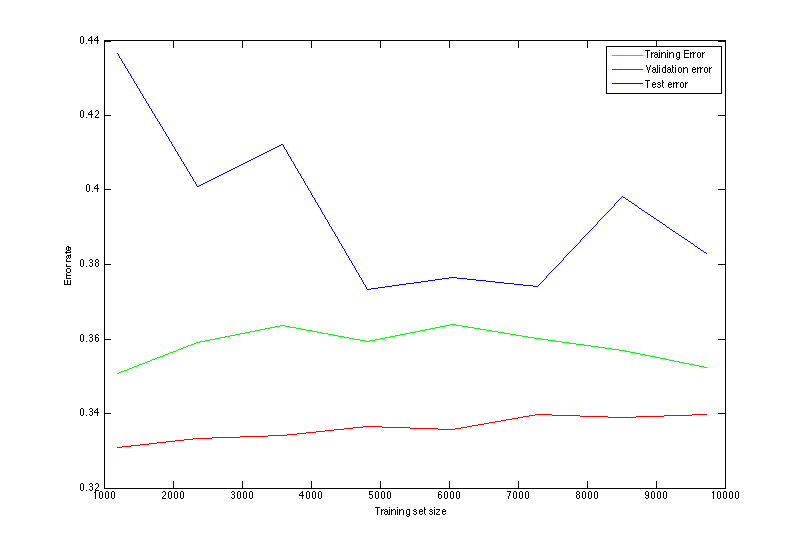 0.44
0.42
0.4
0.38
0.36
0.34
0.32
Error rate
1000 2000 3000 4000 5000 6000 7000 8000 9000 10000
Training set size
Training Error
Validation error
Test error